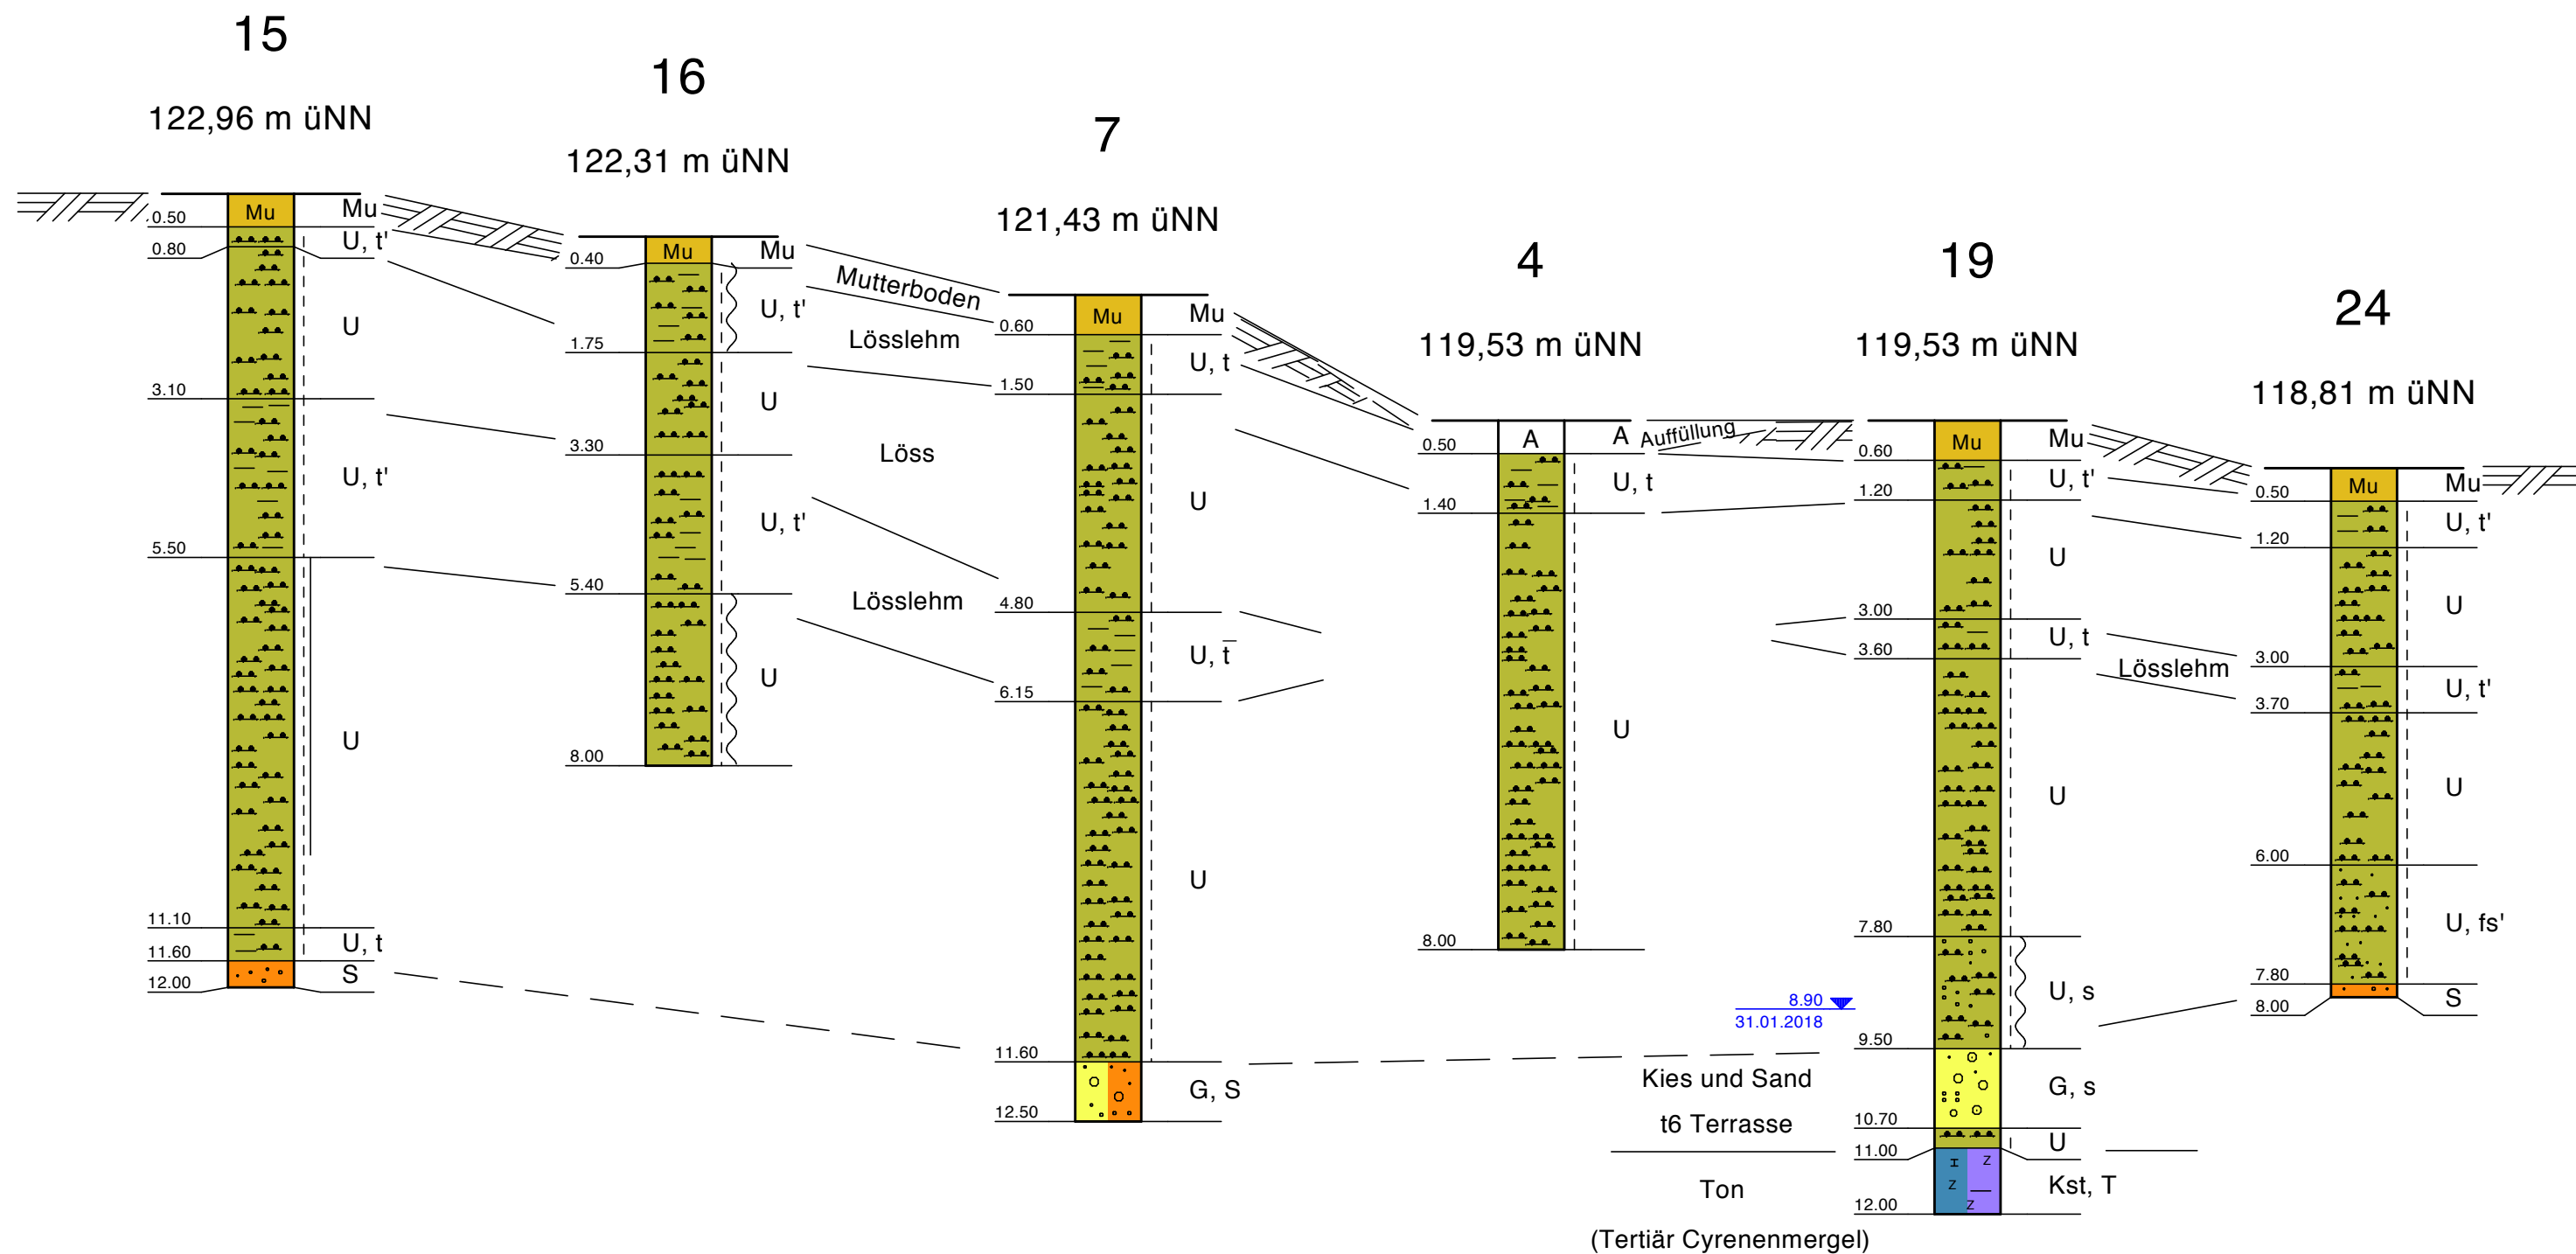 15
122,96 m üNN
Mu
Mu
0.50
U, t'
0.80
U
3.10
U, t'
5.50
U
11.10
U, t
11.60
S
12.00
16
122,31 m üNN
Mu
Mu
0.40
U, t'
1.75
U
3.30
U, t'
5.40
U
8.00
Mutterboden
Lösslehm
Löss
Lösslehm
7
121,43 m üNN
Mu
Mu
0.60
U, t
1.50
U
4.80
U, t̅
6.15
U
11.60
G, S
12.50
4
119,53 m üNN
A
A
0.50
U, t
1.40
U
8.00
Auffüllung
8.90
31.01.2018
Kies und Sand
t6 Terrasse
Ton
(Tertiär Cyrenenmergel)
19
119,53 m üNN
Mu
Mu
0.60
U, t'
1.20
U
3.00
U, t
3.60
U
7.80
U, s
9.50
G, s
10.70
U
11.00
Z
Z
Kst, T
Z
12.00
Lösslehm
24
118,81 m üNN
Mu
Mu
0.50
U, t'
1.20
U
3.00
U, t'
3.70
U
6.00
U, fs'
7.80
S
8.00